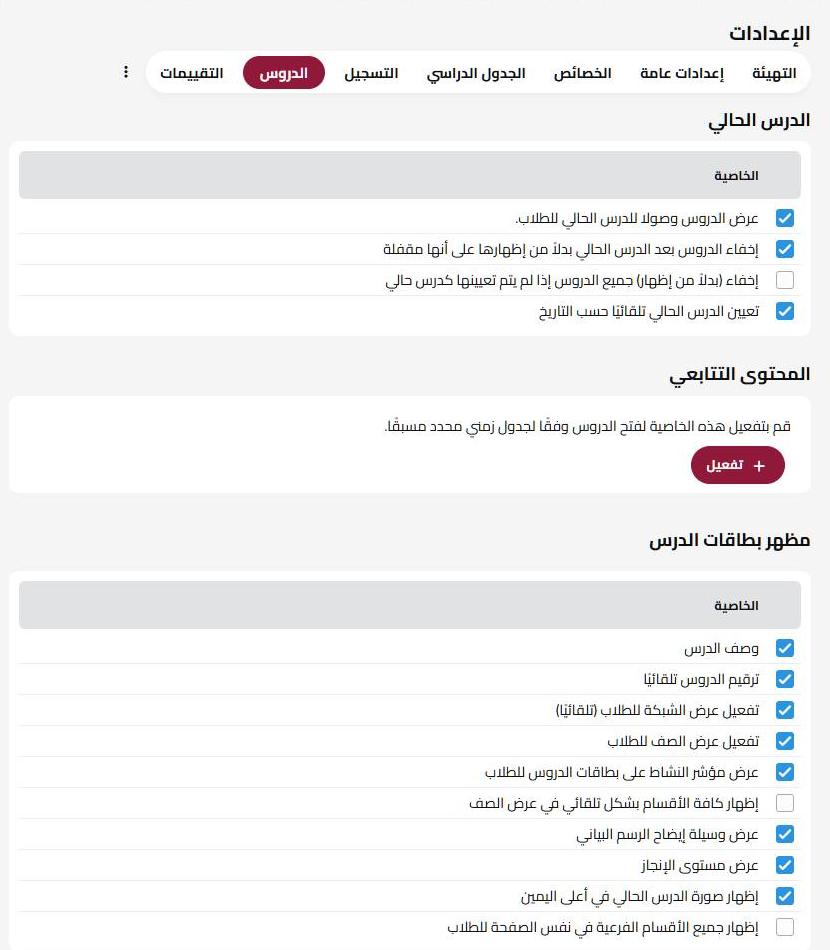 الإعدادات
التهيئة إعدادات عامة الخصائص الجدول الدراسي التسجيل الدروس التقييمات
الدرس الحالي
الخاصية
عرض الدروس وصولا للدرس الحالي للطلاب.
إخفاء الدروس بعد الدرس الحالي بدلاً من إظهارها على أنها مقفلة
إخفاء (بدلاً من إظهار) جميع الدروس إذا لم يتم تعيينها كدرس حالي
تعيين الدرس الحالي تلقائيًا حسب التاريخ
المحتوى التتابعي
قم بتفعيل هذه الخاصية لفتح الدروس وفقًا لجدول زمني محدد مسبقًا.
+ تفعيل
مظهر بطاقات الدرس
الخاصية
وصف الدرس
ترقيم الدروس تلقائيًا
تفعيل عرض الشبكة للطلاب (تلقائيًا)
تفعيل عرض الصف للطلاب
عرض مؤشر النشاط على بطاقات الدروس للطلاب
إظهار كافة الأقسام بشكل تلقائي في عرض الصف
عرض وسيلة إيضاح الرسم البياني
عرض مستوى الإنجاز
إظهار صورة الدرس الحالي في أعلى اليمين
إظهار جميع الأقسام الفرعية في نفس الصفحة للطلاب